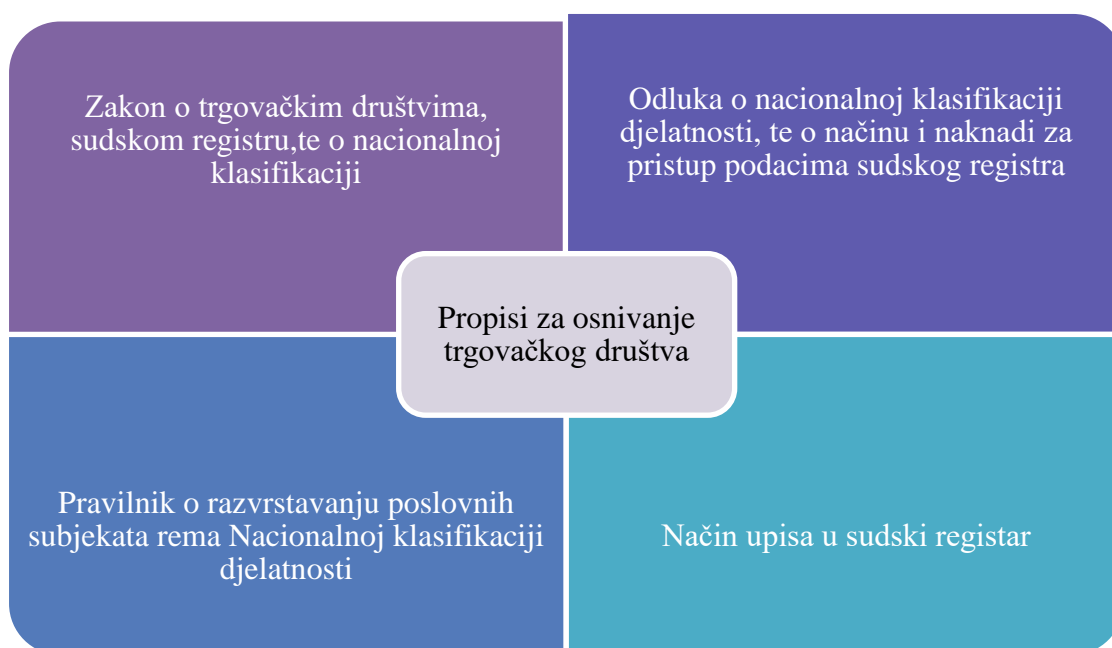 Zakon o trgovačkim društvima,
sudskom registru,te o nacionalnoj
klasifikaciji
Odluka o nacionalnoj klasifikaciji
djelatnosti, te o načinu i naknadi za
pristup podacima sudskog registra
Propisi za osnivanje
trgovačkog društva
Pravilnik o razvrstavanju poslovnih
subjekata rema Nacionalnoj klasifikaciji
djelatnosti
Način upisa u sudski registar